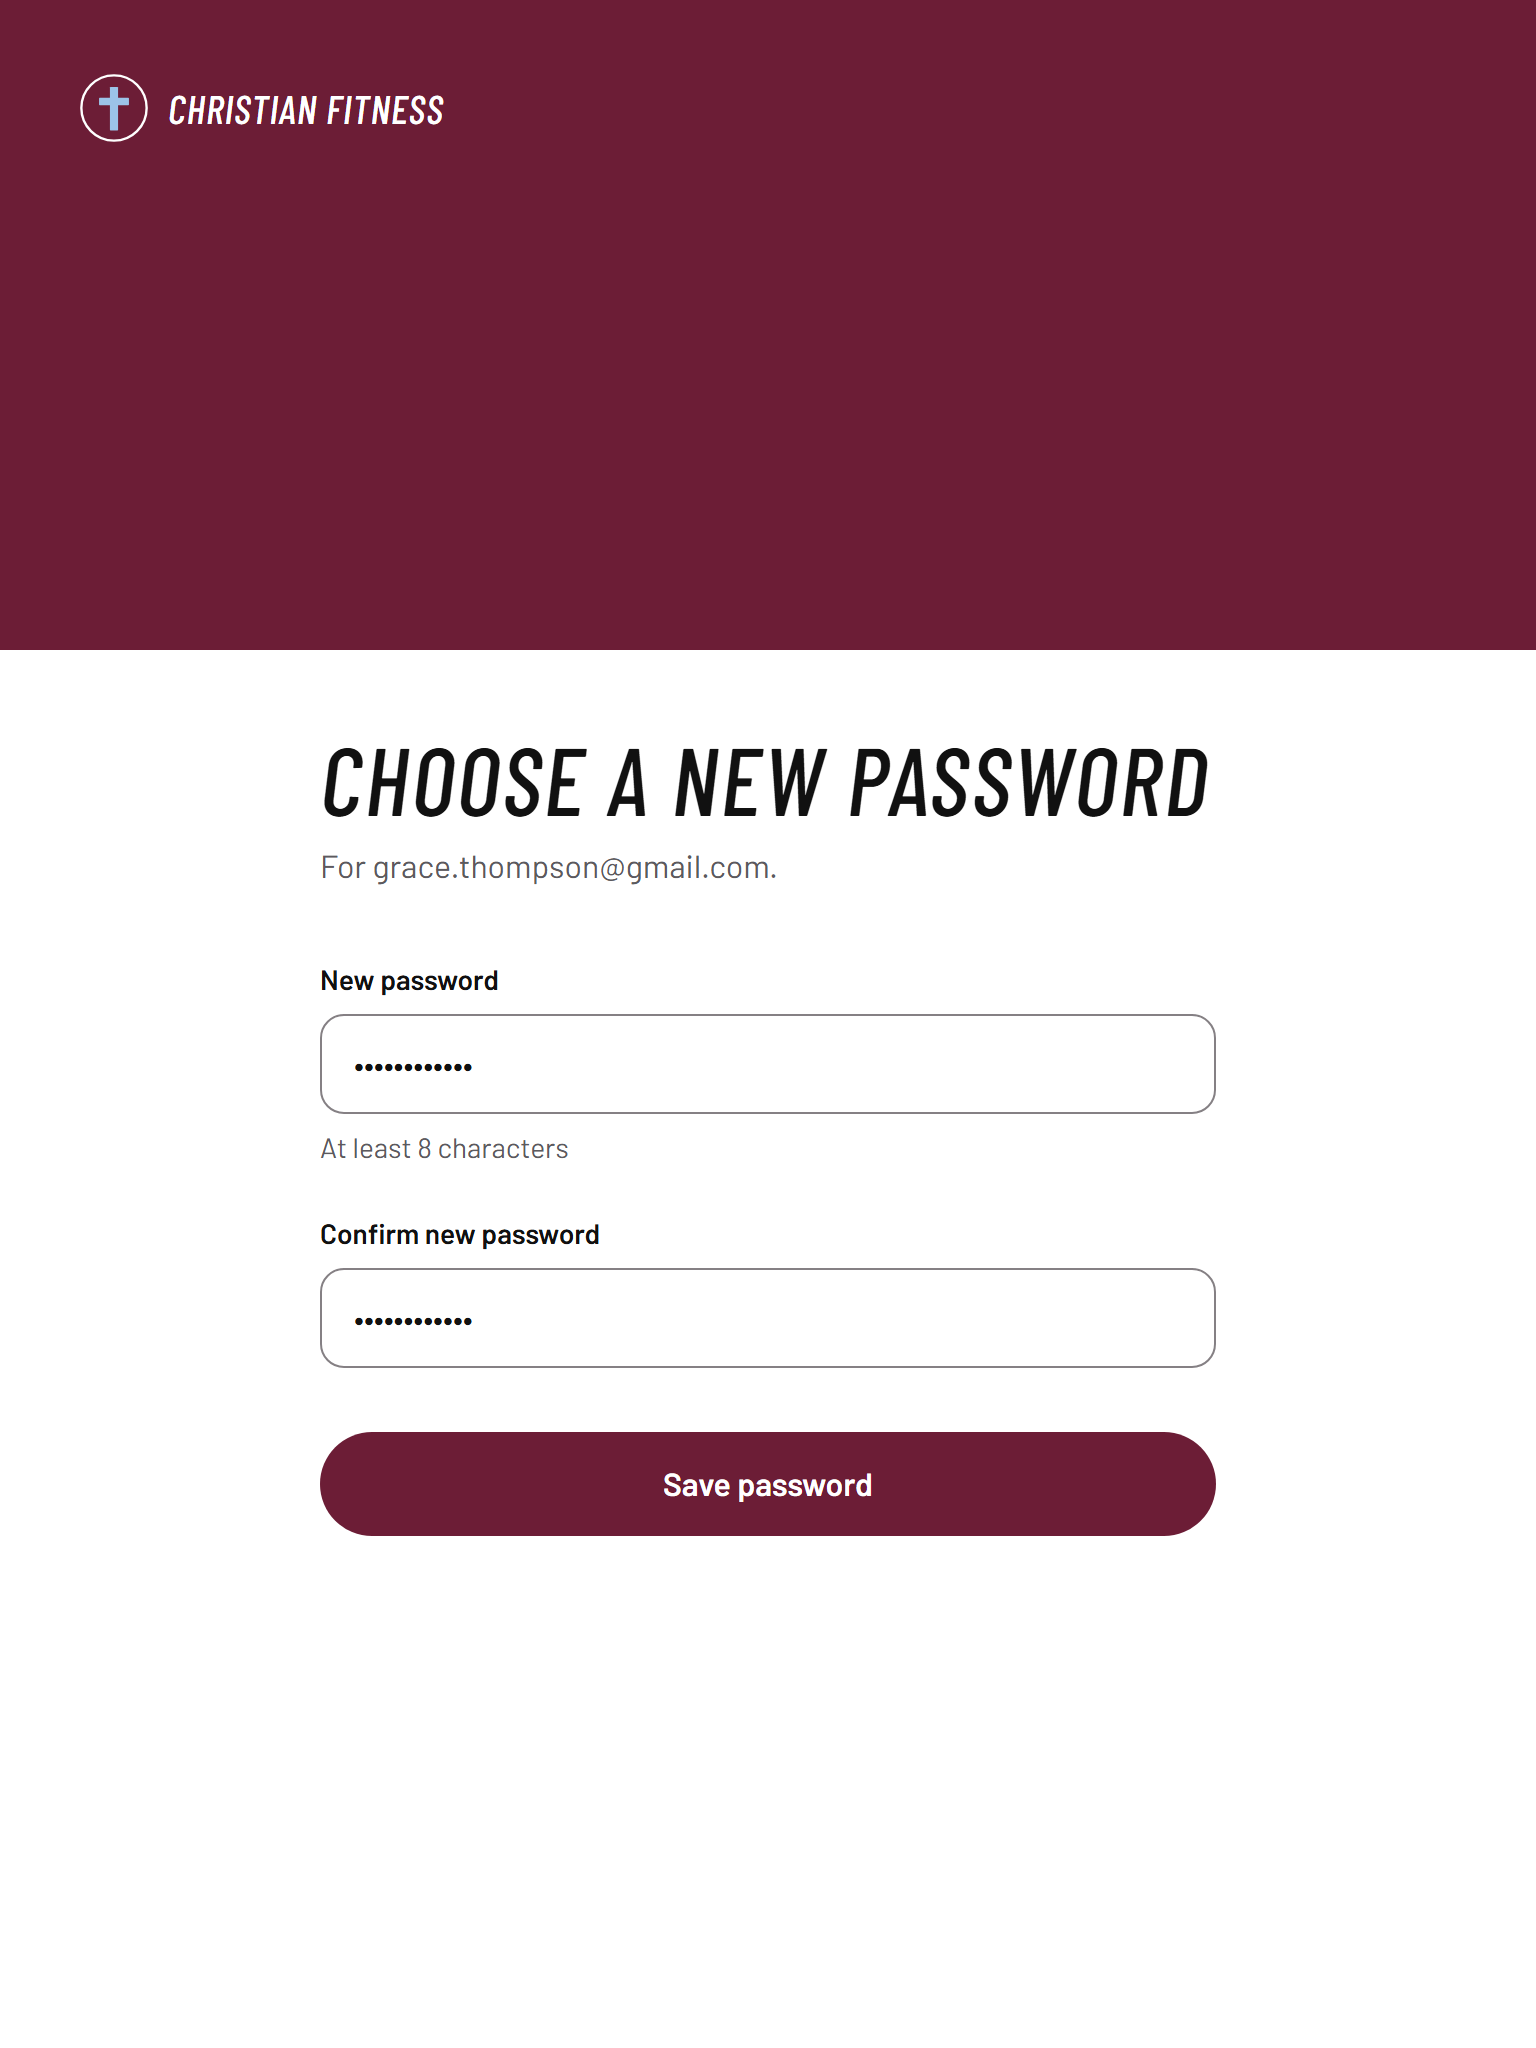 CHRISTIAN FITNESS
CHOOSE A NEW PASSWORD
For grace.thompson@gmail.com.
New password
••••••••••••
At least 8 characters
Confirm new password
••••••••••••
Save password